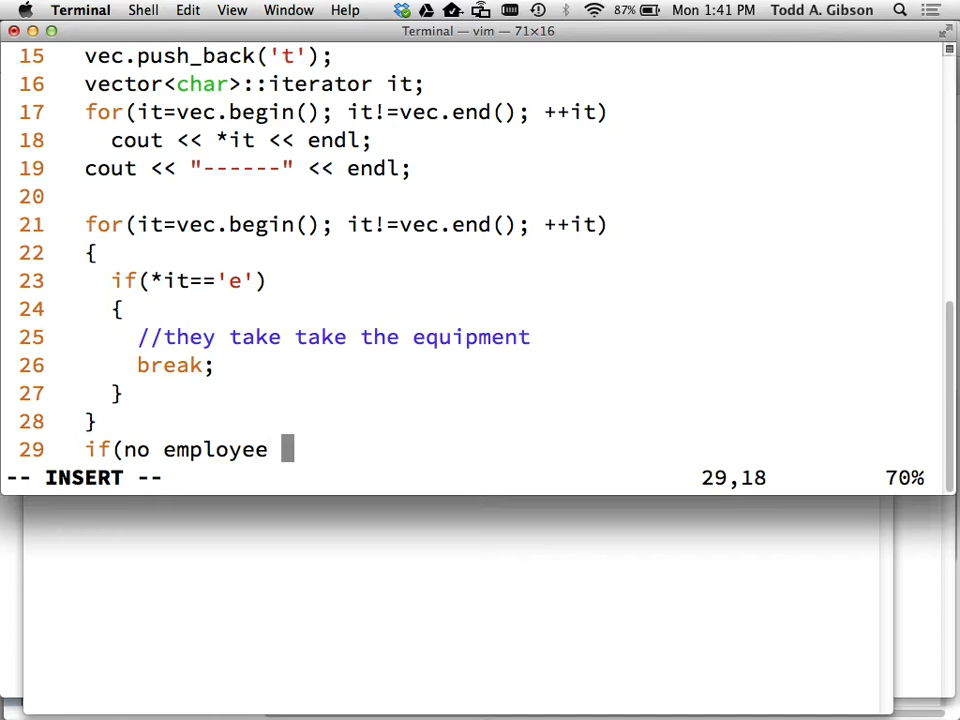 Terminal Shell Edit View Window Help 87% Mon 1:41 PM Todd A. Gibson
Terminal — vim — 71×16
15 vec.push_back('t');
16 vector<char>::iterator it;
17 for(it=vec.begin(); it!=vec.end(); ++it)
18 cout << *it << endl;
19 cout << "------" << endl;
20
21 for(it=vec.begin(); it!=vec.end(); ++it)
22 {
23 if(*it=='e')
24 {
25 //they take take the equipment
26 break;
27 }
28 }
29 if(no employee
-- INSERT -- 29,18 70%